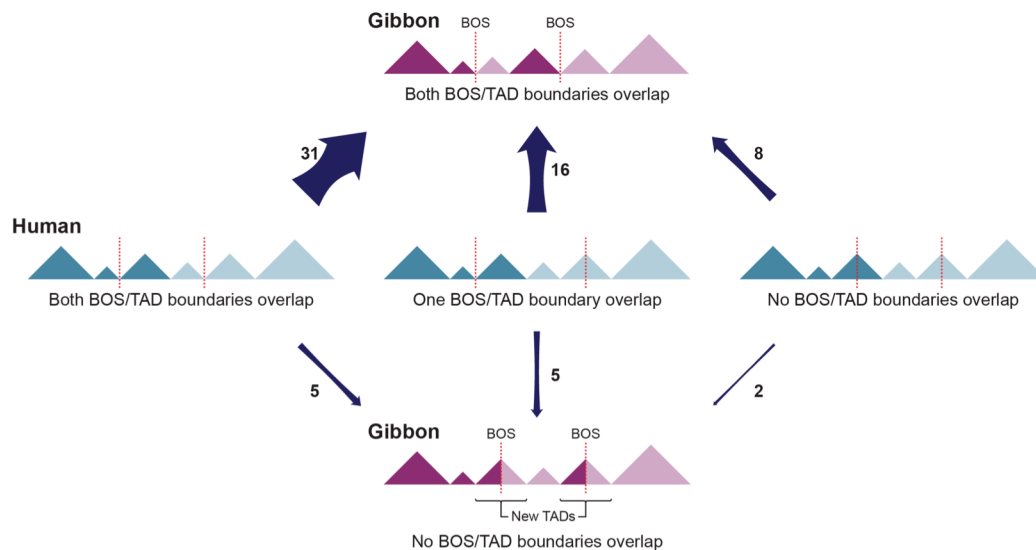 Gibbon
BOS BOS
Both BOS/TAD boundaries overlap
31
16
8
Human
Both BOS/TAD boundaries overlap
One BOS/TAD boundary overlap
No BOS/TAD boundaries overlap
5
5
2
Gibbon
BOS BOS
New TADs
No BOS/TAD boundaries overlap